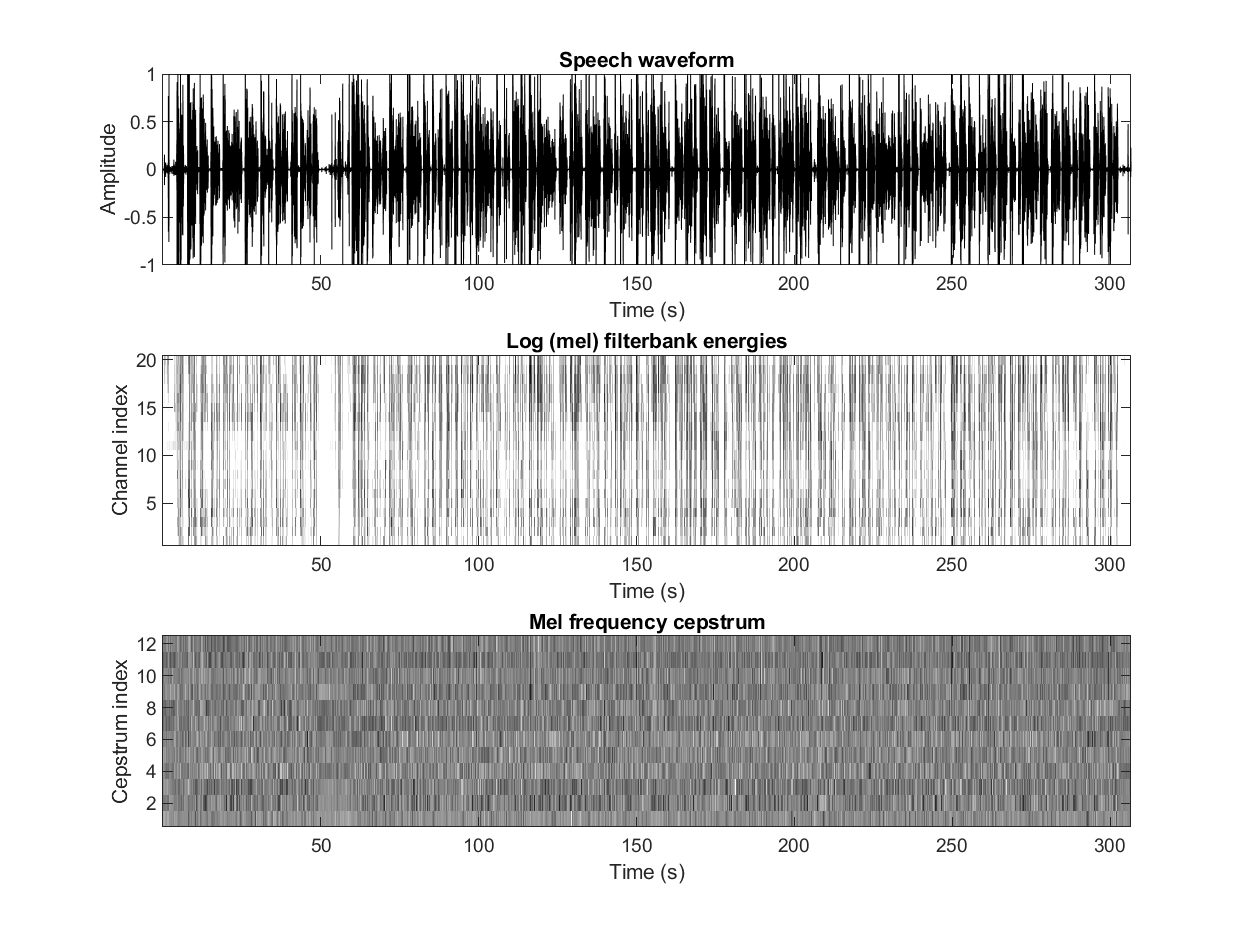 Speech waveform
1
0.5
0
-0.5
-1
Amplitude
50 100 150 200 250 300
Time (s)
Log (mel) filterbank energies
20
15
10
5
Channel index
50 100 150 200 250 300
Time (s)
Mel frequency cepstrum
12
10
8
6
4
2
Cepstrum index
50 100 150 200 250 300
Time (s)